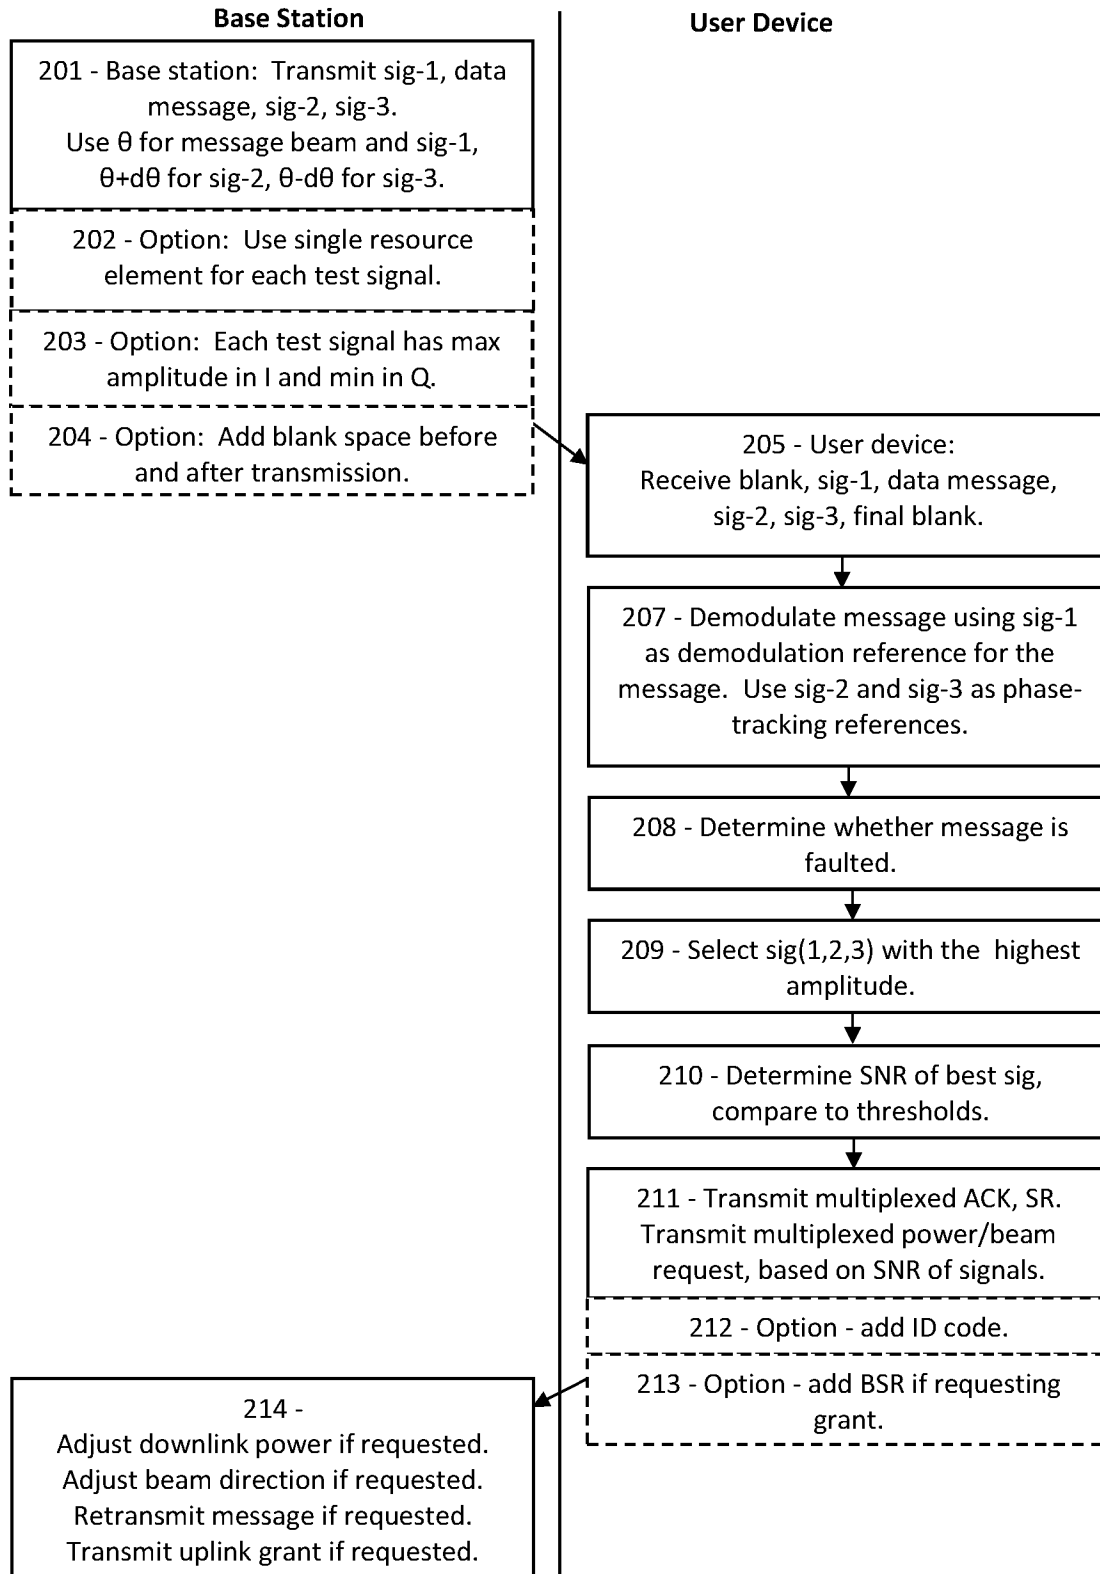 Base Station
User Device
201 - Base station:  Transmit sig-1, data
message, sig-2, sig-3.
Use θ for message beam and sig-1,
θ+dθ for sig-2, θ-dθ for sig-3.
202 - Option:  Use single resource
element for each test signal.
203 - Option:  Each test signal has max
amplitude in I and min in Q.
204 - Option:  Add blank space before
and after transmission.
205 - User device:
Receive blank, sig-1, data message,
sig-2, sig-3, final blank.
207 - Demodulate message using sig-1
as demodulation reference for the
message.  Use sig-2 and sig-3 as phase-
tracking references.
208 - Determine whether message is
faulted.
209 - Select sig(1,2,3) with the  highest
amplitude.
210 - Determine SNR of best sig,
compare to thresholds.
211 - Transmit multiplexed ACK, SR.
Transmit multiplexed power/beam
request, based on SNR of signals.
212 - Option - add ID code.
213 - Option - add BSR if requesting
grant.
214 -
Adjust downlink power if requested.
Adjust beam direction if requested.
Retransmit message if requested.
Transmit uplink grant if requested.